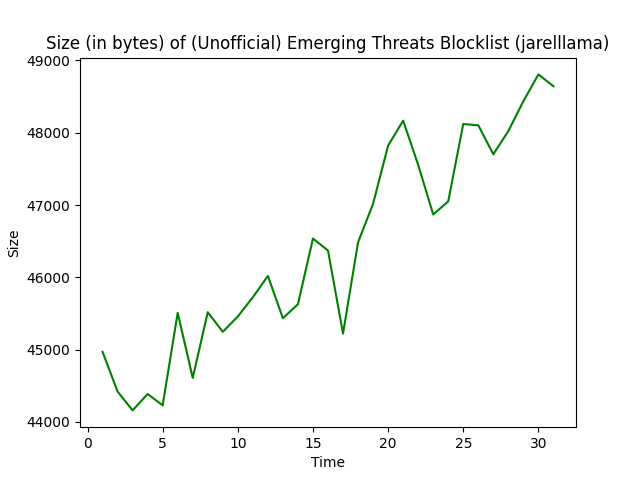 Size (in bytes) of (Unofficial) Emerging Threats Blocklist (jarelllama)
49000
48000
47000
46000
45000
44000
Size
0 5 10 15 20 25 30
Time